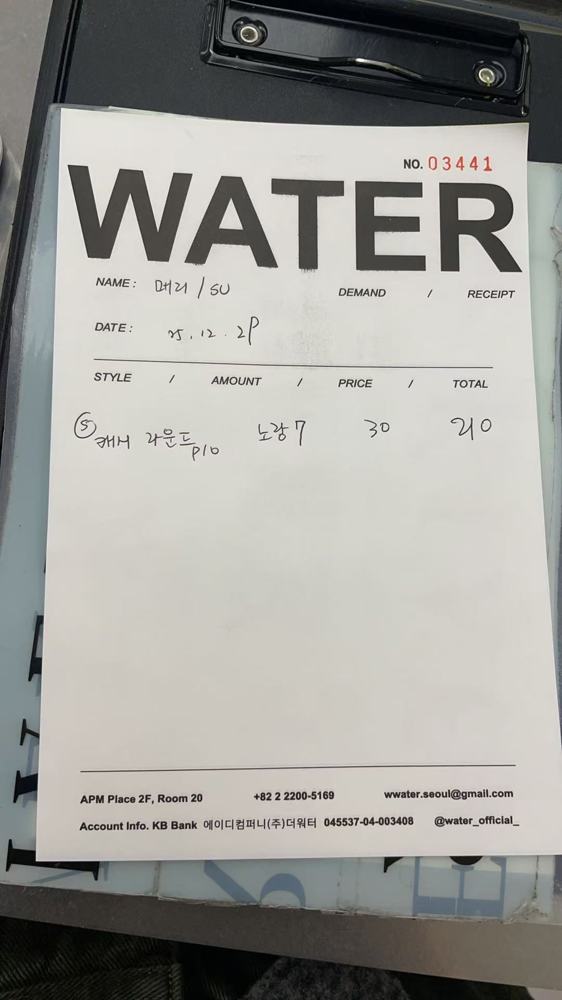 NO. 03441
WATER
NAME : 메리 / SU
DEMAND / RECEIPT
DATE : 25. 12. 29
STYLE / AMOUNT / PRICE / TOTAL
Ⓢ 캐시 라운드 P/O 노랑 7 30 210
APM Place 2F, Room 20 +82 2 2200-5169 wwater.seoul@gmail.com
Account Info. KB Bank 에이디컴퍼니(주)더워터 045537-04-003408 @water_official_